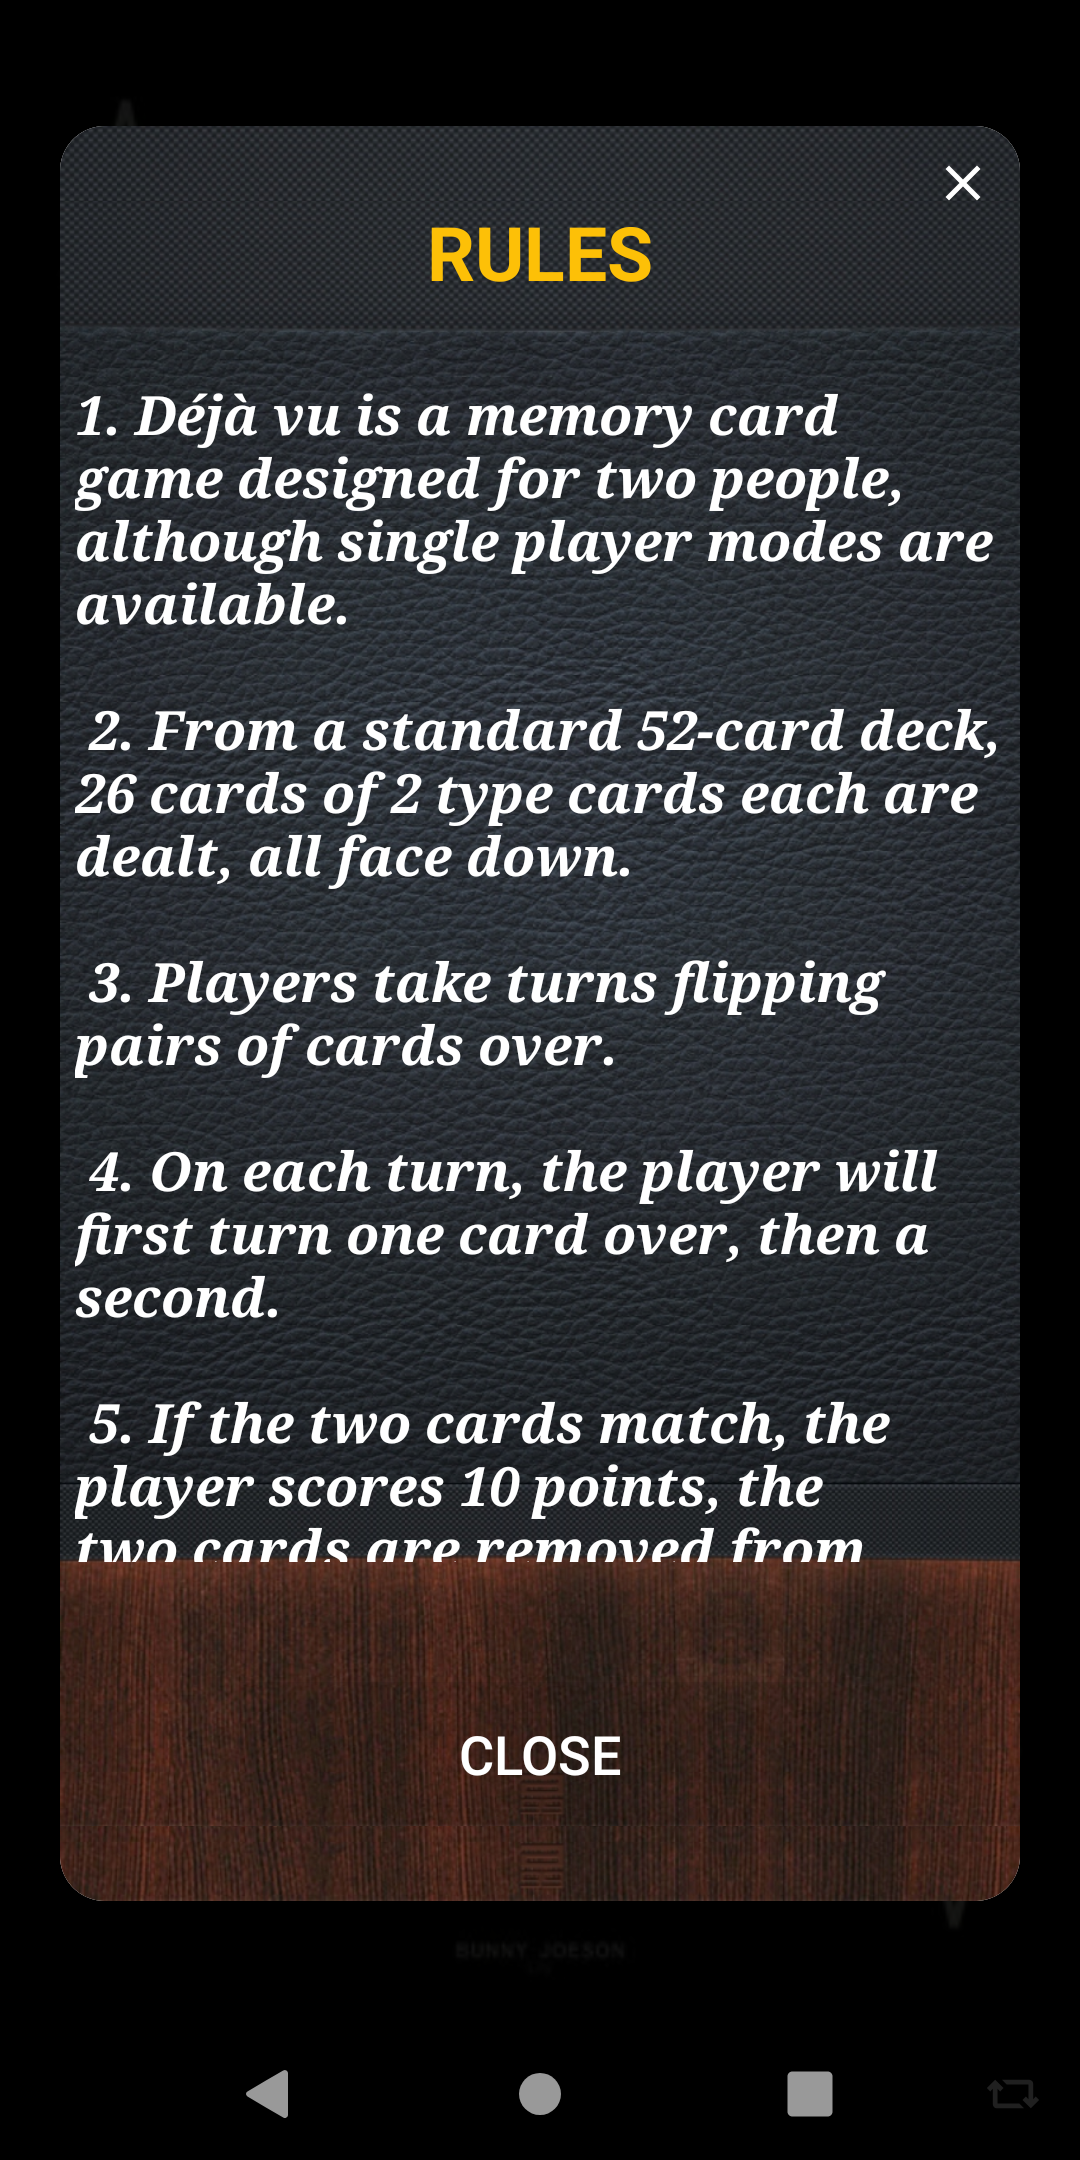 RULES
1. Déjà vu is a memory card
game designed for two people,
although single player modes are
available.
2. From a standard 52-card deck,
26 cards of 2 type cards each are
dealt, all face down.
3. Players take turns flipping
pairs of cards over.
4. On each turn, the player will
first turn one card over, then a
second.
5. If the two cards match, the
player scores 10 points, the
two cards are removed from
CLOSE
BUNNY JOESON